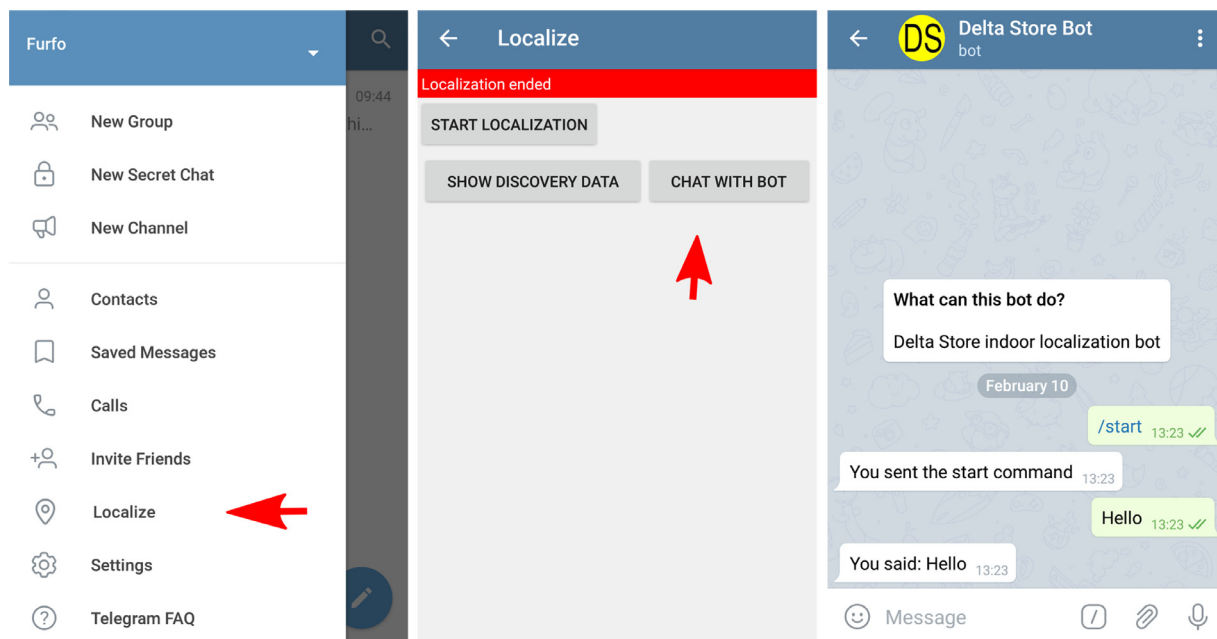 Furfo
09:44
hi...
New Group
New Secret Chat
New Channel
Contacts
Saved Messages
Calls
Invite Friends
Localize
Settings
Telegram FAQ
Localize
Localization ended
START LOCALIZATION
SHOW DISCOVERY DATA
CHAT WITH BOT
DS
Delta Store Bot
bot
What can this bot do?
Delta Store indoor localization bot
February 10
/start 13:23
You sent the start command 13:23
Hello 13:23
You said: Hello 13:23
Message